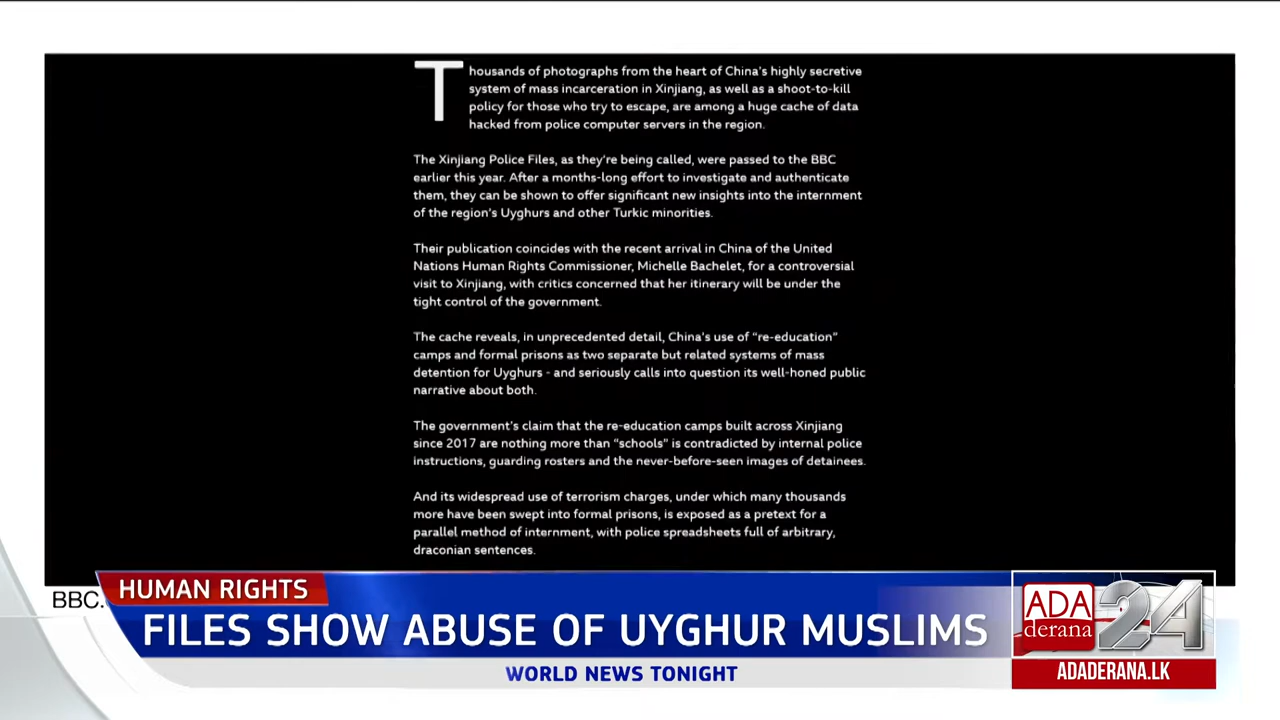 Thousands of photographs from the heart of China's highly secretive
system of mass incarceration in Xinjiang, as well as a shoot-to-kill
policy for those who try to escape, are among a huge cache of data
hacked from police computer servers in the region.
The Xinjiang Police Files, as they're being called, were passed to the BBC
earlier this year. After a months-long effort to investigate and authenticate
them, they can be shown to offer significant new insights into the internment
of the region's Uyghurs and other Turkic minorities.
Their publication coincides with the recent arrival in China of the United
Nations Human Rights Commissioner, Michelle Bachelet, for a controversial
visit to Xinjiang, with critics concerned that her itinerary will be under the
tight control of the government.
The cache reveals, in unprecedented detail, China's use of “re-education”
camps and formal prisons as two separate but related systems of mass
detention for Uyghurs - and seriously calls into question its well-honed public
narrative about both.
The government's claim that the re-education camps built across Xinjiang
since 2017 are nothing more than “schools” is contradicted by internal police
instructions, guarding rosters and the never-before-seen images of detainees.
And its widespread use of terrorism charges, under which many thousands
more have been swept into formal prisons, is exposed as a pretext for a
parallel method of internment, with police spreadsheets full of arbitrary,
draconian sentences.
BBC.
HUMAN RIGHTS
FILES SHOW ABUSE OF UYGHUR MUSLIMS
WORLD NEWS TONIGHT
ADA
derana
24
ADADERANA.LK